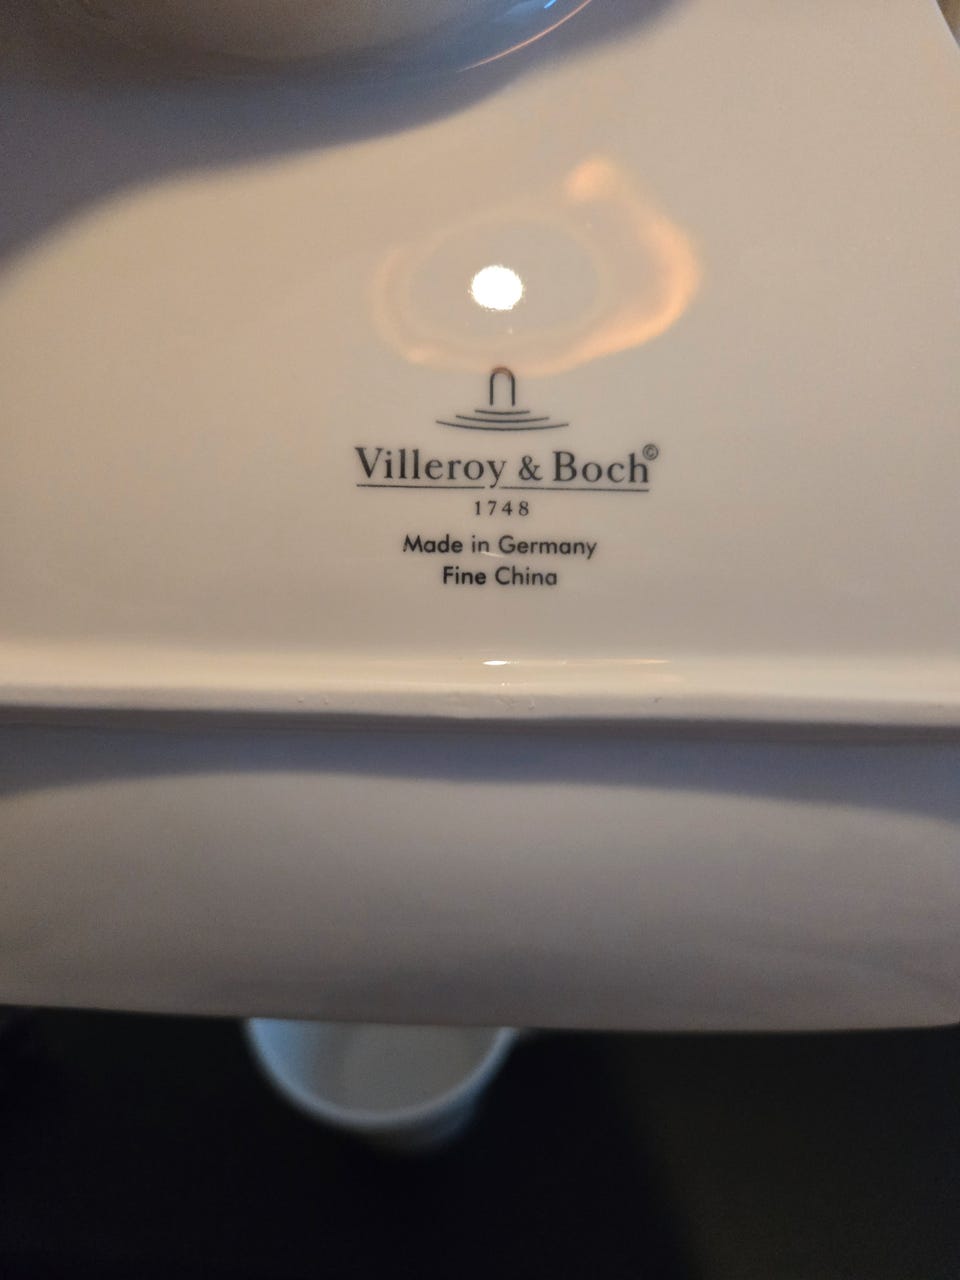 Villeroy & Boch©
1748
Made in Germany
Fine China